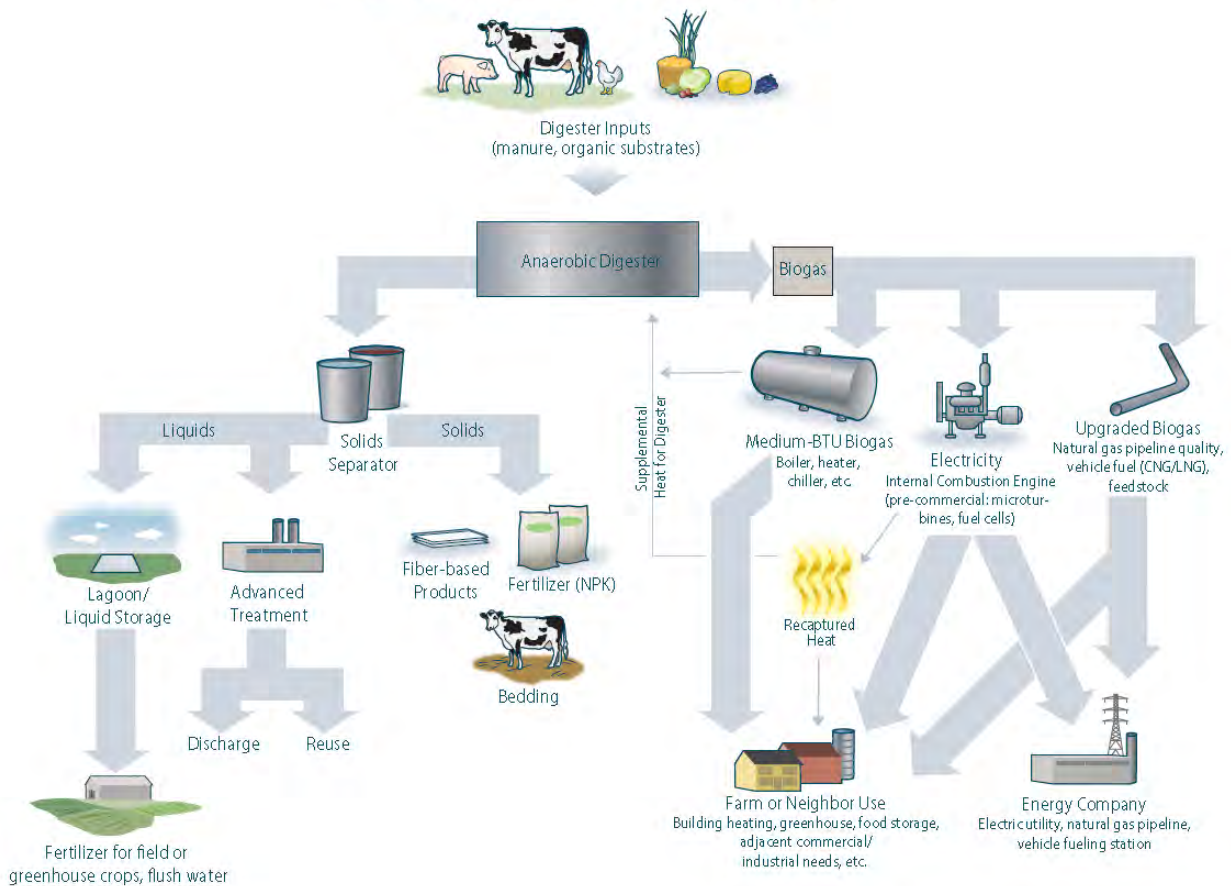 Digester Inputs
(manure, organic substrates)
Anaerobic Digester
Biogas
Liquids
Solids
Separator
Solids
Supplemental
Heat for Digester
Medium-BTU Biogas
Boiler, heater,
chiller, etc.
Electricity
Internal Combustion Engine
(pre-commercial: microtur-
bines, fuel cells)
Upgraded Biogas
Natural gas pipeline quality,
vehicle fuel (CNG/LNG),
feedstock
Lagoon/
Liquid Storage
Advanced
Treatment
Fiber-based
Products
Fertilizer (NPK)
Bedding
Recaptured
Heat
Discharge
Reuse
Fertilizer for field or
greenhouse crops, flush water
Farm or Neighbor Use
Building heating, greenhouse, food storage,
adjacent commercial/
industrial needs, etc.
Energy Company
Electric utility, natural gas pipeline,
vehicle fueling station